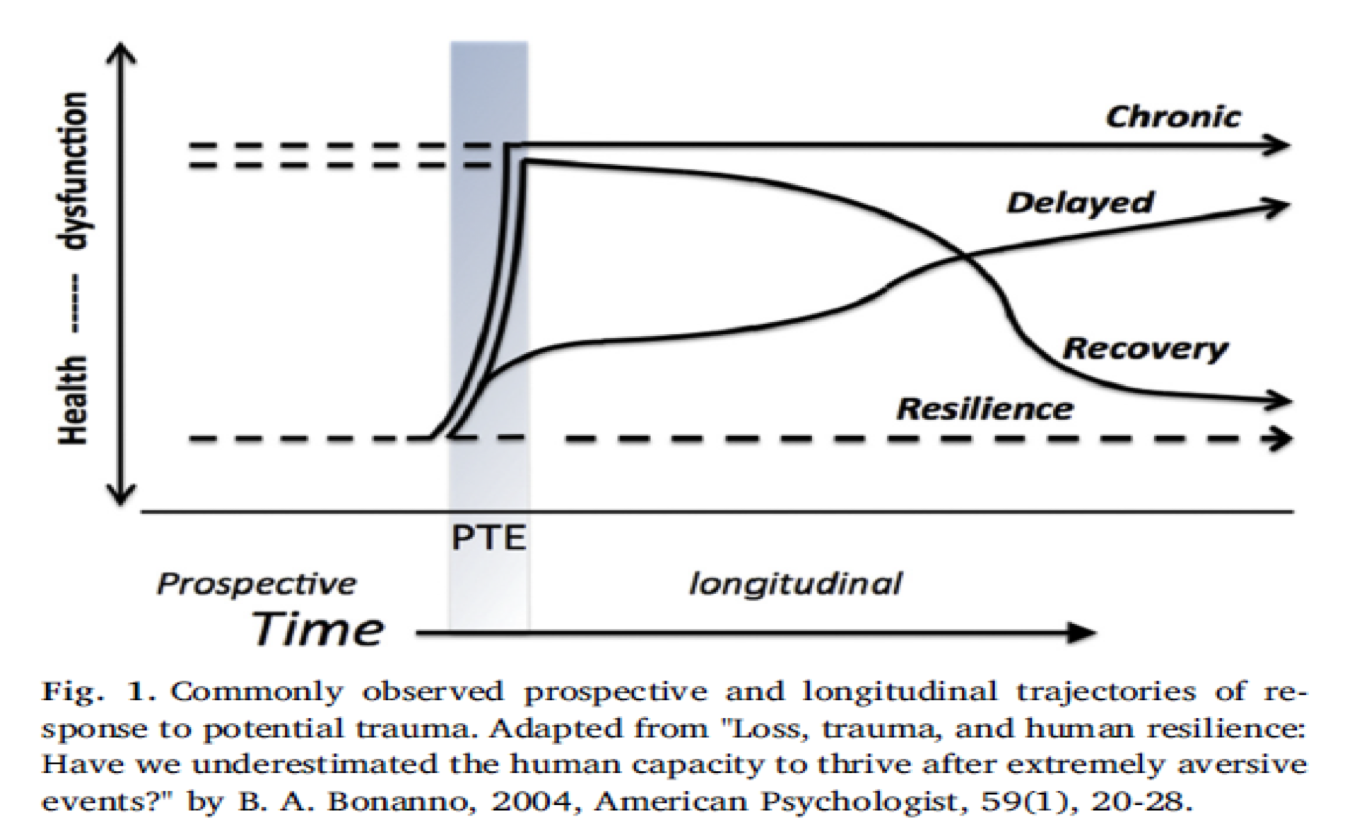 Health ------ dysfunction
Chronic
Delayed
Recovery
Resilience
PTE
Prospective
longitudinal
Time
Fig. 1. Commonly observed prospective and longitudinal trajectories of re-
sponse to potential trauma. Adapted from "Loss, trauma, and human resilience:
Have we underestimated the human capacity to thrive after extremely aversive
events?" by B. A. Bonanno, 2004, American Psychologist, 59(1), 20-28.